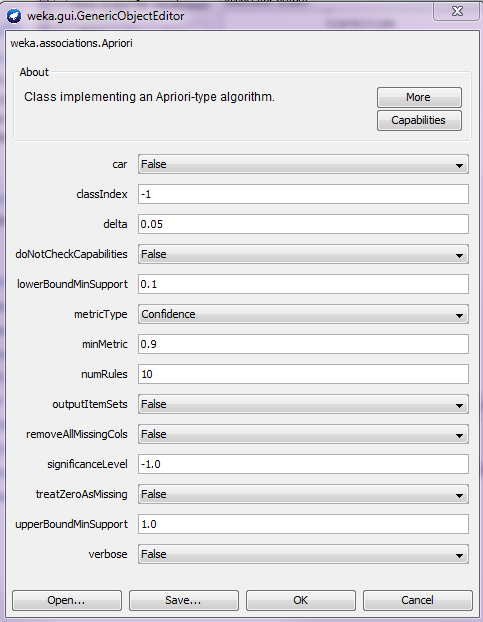 weka.gui.GenericObjectEditor
weka.associations.Apriori
About
Class implementing an Apriori-type algorithm.
More
Capabilities
car False
classIndex -1
delta 0.05
doNotCheckCapabilities False
lowerBoundMinSupport 0.1
metricType Confidence
minMetric 0.9
numRules 10
outputItemSets False
removeAllMissingCols False
significanceLevel -1.0
treatZeroAsMissing False
upperBoundMinSupport 1.0
verbose False
Open... Save... OK Cancel